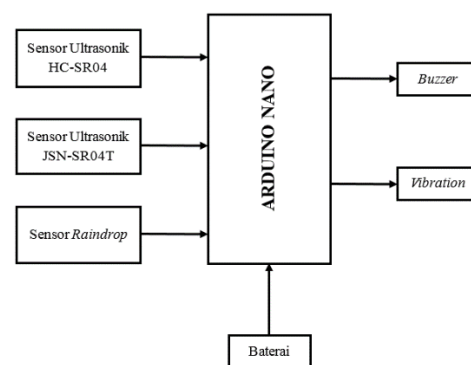 Sensor Ultrasonik
HC-SR04
Sensor Ultrasonik
JSN-SR04T
Sensor Raindrop
ARDUINO NANO
Buzzer
Vibration
Baterai